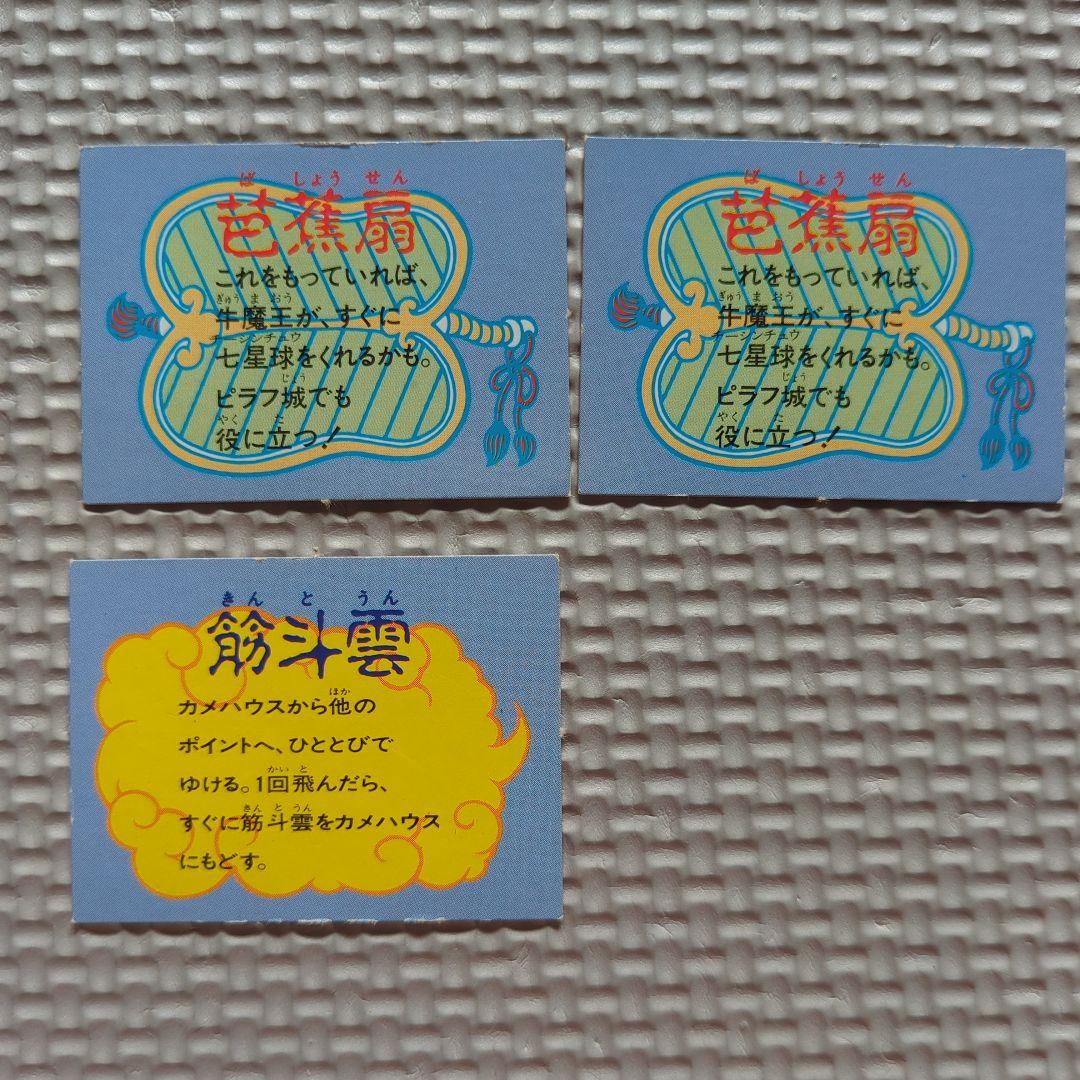 ばしょうせん
芭蕉扇
これをもっていれば、
ぎゅうまおう
牛魔王が、すぐに
チーシンチュウ
七星球をくれるかも。
じょう
ピラフ城でも
やくた
役に立つ!
ばしょうせん
芭蕉扇
これをもっていれば、
ぎゅうまおう
牛魔王が、すぐに
チーシンチュウ
七星球をくれるかも。
じょう
ピラフ城でも
やくた
役に立つ!
きんとうん
筋斗雲
ほか
カメハウスから他の
ポイントへ、ひととびで
かいと
ゆける。1回飛んだら、
きんとうん
すぐに筋斗雲をカメハウス
にもどす。